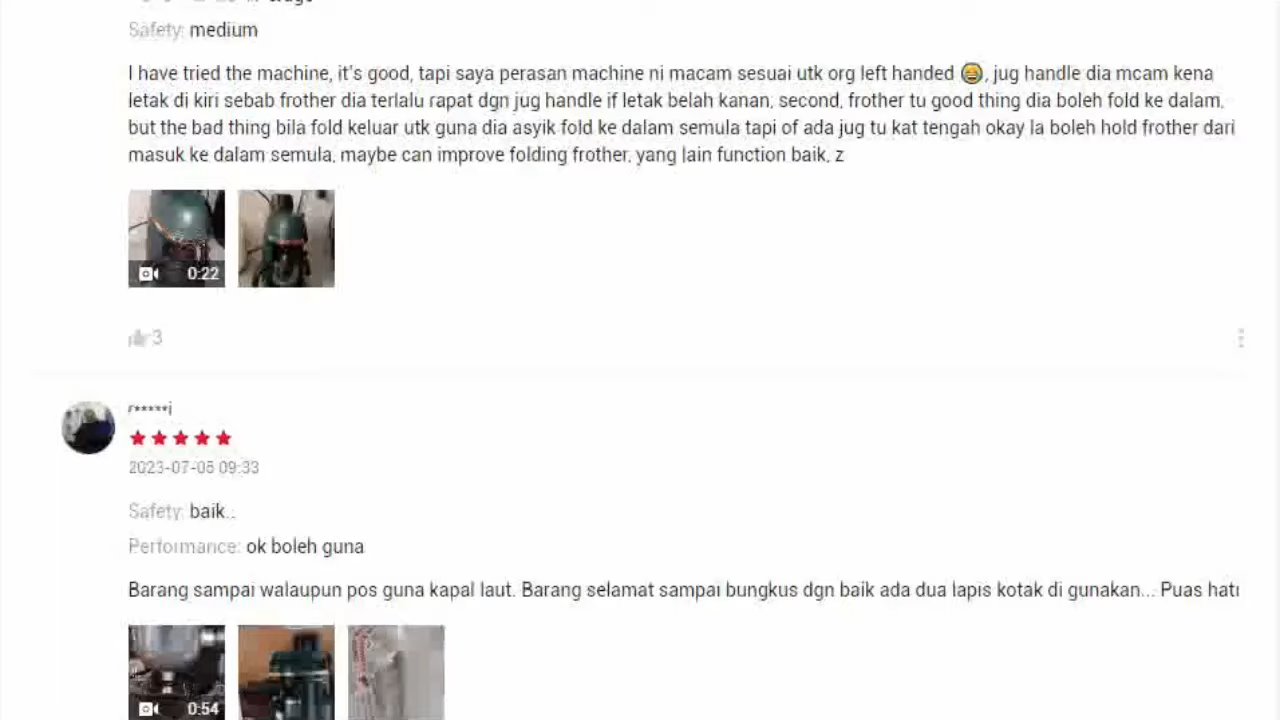 Safety: medium
I have tried the machine, it's good, tapi saya perasan machine ni macam sesuai utk org left handed 😂, jug handle dia mcam kena
letak di kiri sebab frother dia terlalu rapat dgn jug handle if letak belah kanan, second, frother tu good thing dia boleh fold ke dalam,
but the bad thing bila fold keluar utk guna dia asyik fold ke dalam semula tapi of ada jug tu kat tengah okay la boleh hold frother dari
masuk ke dalam semula, maybe can improve folding frother, yang lain function baik, z
0:22
3
r*****j
2023-07-05 09:33
Safety: baik..
Performance: ok boleh guna
Barang sampai walaupun pos guna kapal laut. Barang selamat sampai bungkus dgn baik ada dua lapis kotak di gunakan... Puas hati
0:54